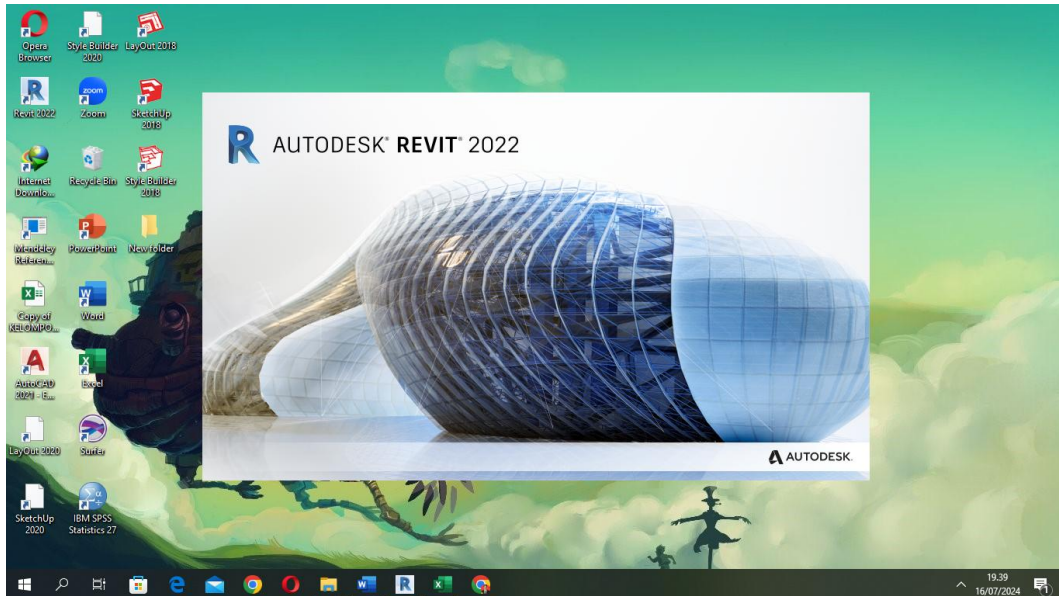 Opera
Browser
Style Builder
2020
LayOut 2018
Revit 2022
zoom
Zoom
SketchUp
2018
Internet
Downlo...
Recycle Bin
Style Builder
2018
Mendeley
Referen...
PowerPoint
New folder
Copy of
KELOMPO...
Word
AutoCAD
2021 - E...
Excel
LayOut 2020
Surfer
SketchUp
2020
IBM SPSS
Statistics 27
AUTODESK® REVIT® 2022
AUTODESK.
19.39
16/07/2024
1